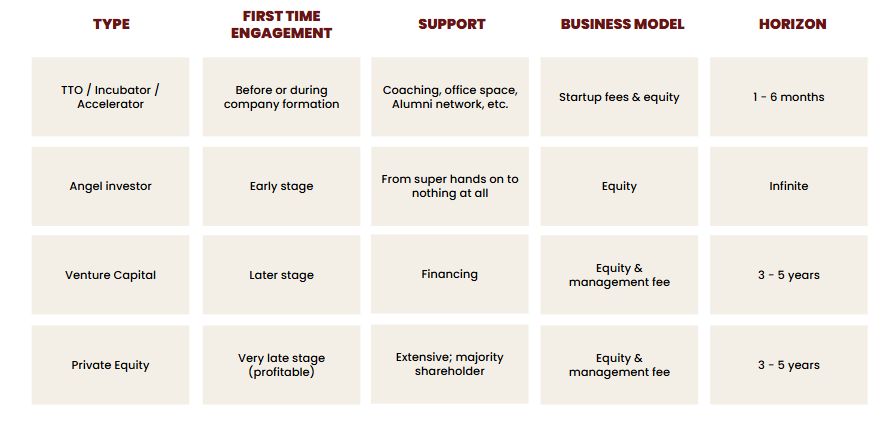 TYPE
FIRST TIME
ENGAGEMENT
SUPPORT
BUSINESS MODEL
HORIZON
TTO / Incubator /
Accelerator
Before or during
company formation
Coaching, office space,
Alumni network, etc.
Startup fees & equity
1 - 6 months
Angel investor
Early stage
From super hands on to
nothing at all
Equity
Infinite
Venture Capital
Later stage
Financing
Equity &
management fee
3 - 5 years
Private Equity
Very late stage
(profitable)
Extensive; majority
shareholder
Equity &
management fee
3 - 5 years